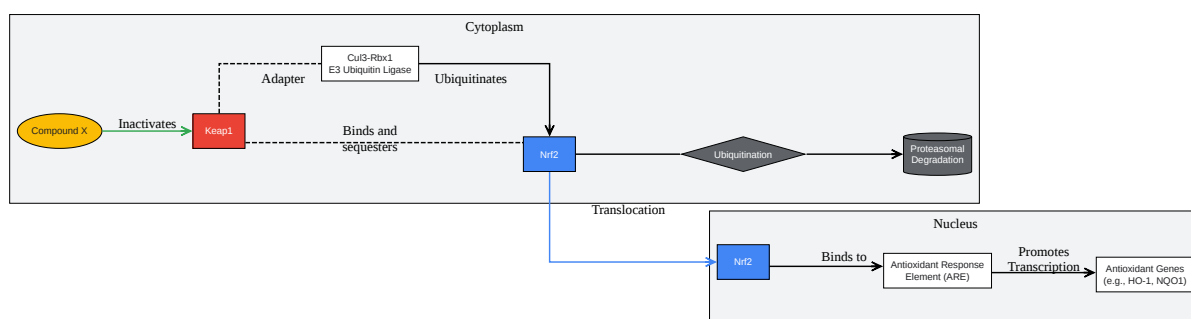 Cytoplasm
Cul3-Rbx1
E3 Ubiquitin Ligase
Adapter
Ubiquitinates
Compound X
Inactivates
Keap1
Binds and
sequesters
Nrf2
Ubiquitination
Proteasomal
Degradation
Translocation
Nucleus
Nrf2
Binds to
Antioxidant Response
Element (ARE)
Promotes
Transcription
Antioxidant Genes
(e.g., HO-1, NQO1)